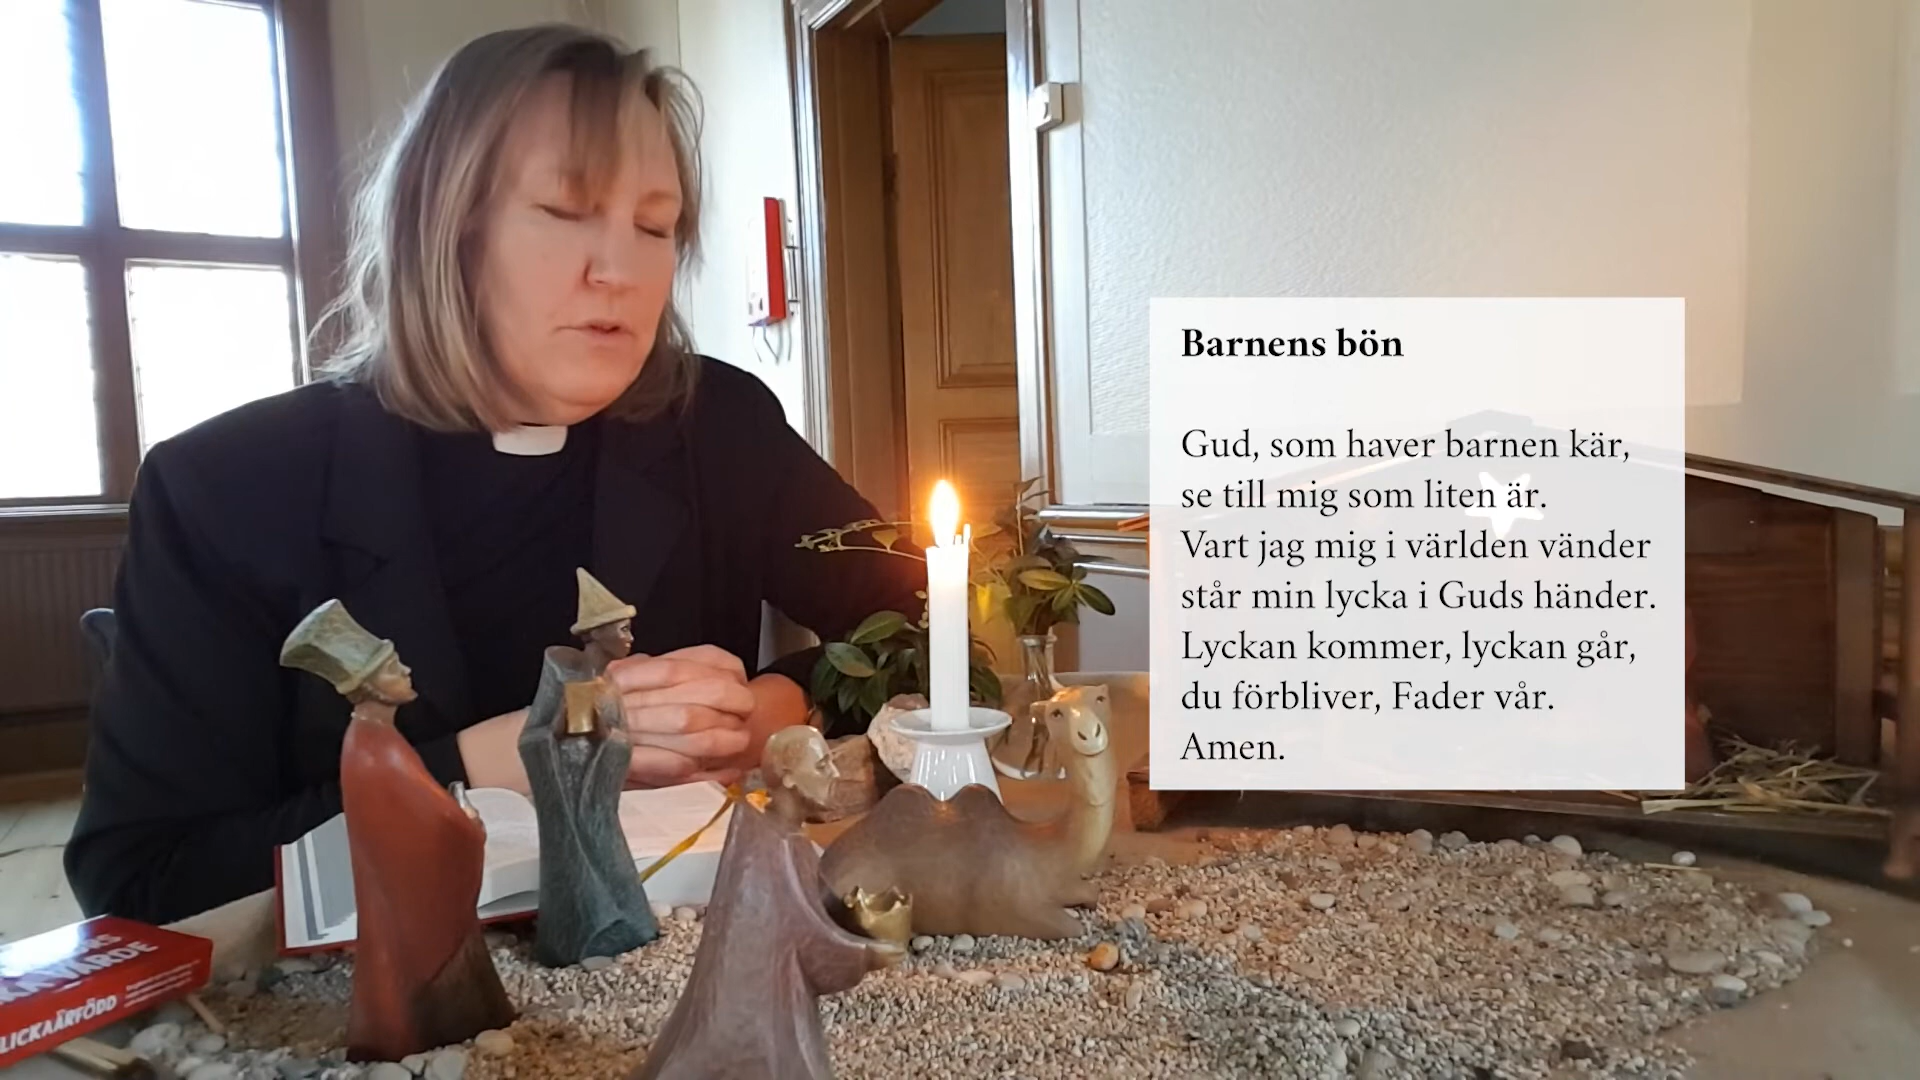 Barnens bön
Gud, som haver barnen kär,
se till mig som liten är.
Vart jag mig i världen vänder
står min lycka i Guds händer.
Lyckan kommer, lyckan går,
du förbliver, Fader vår.
Amen.
LICKAÄRFÖDD